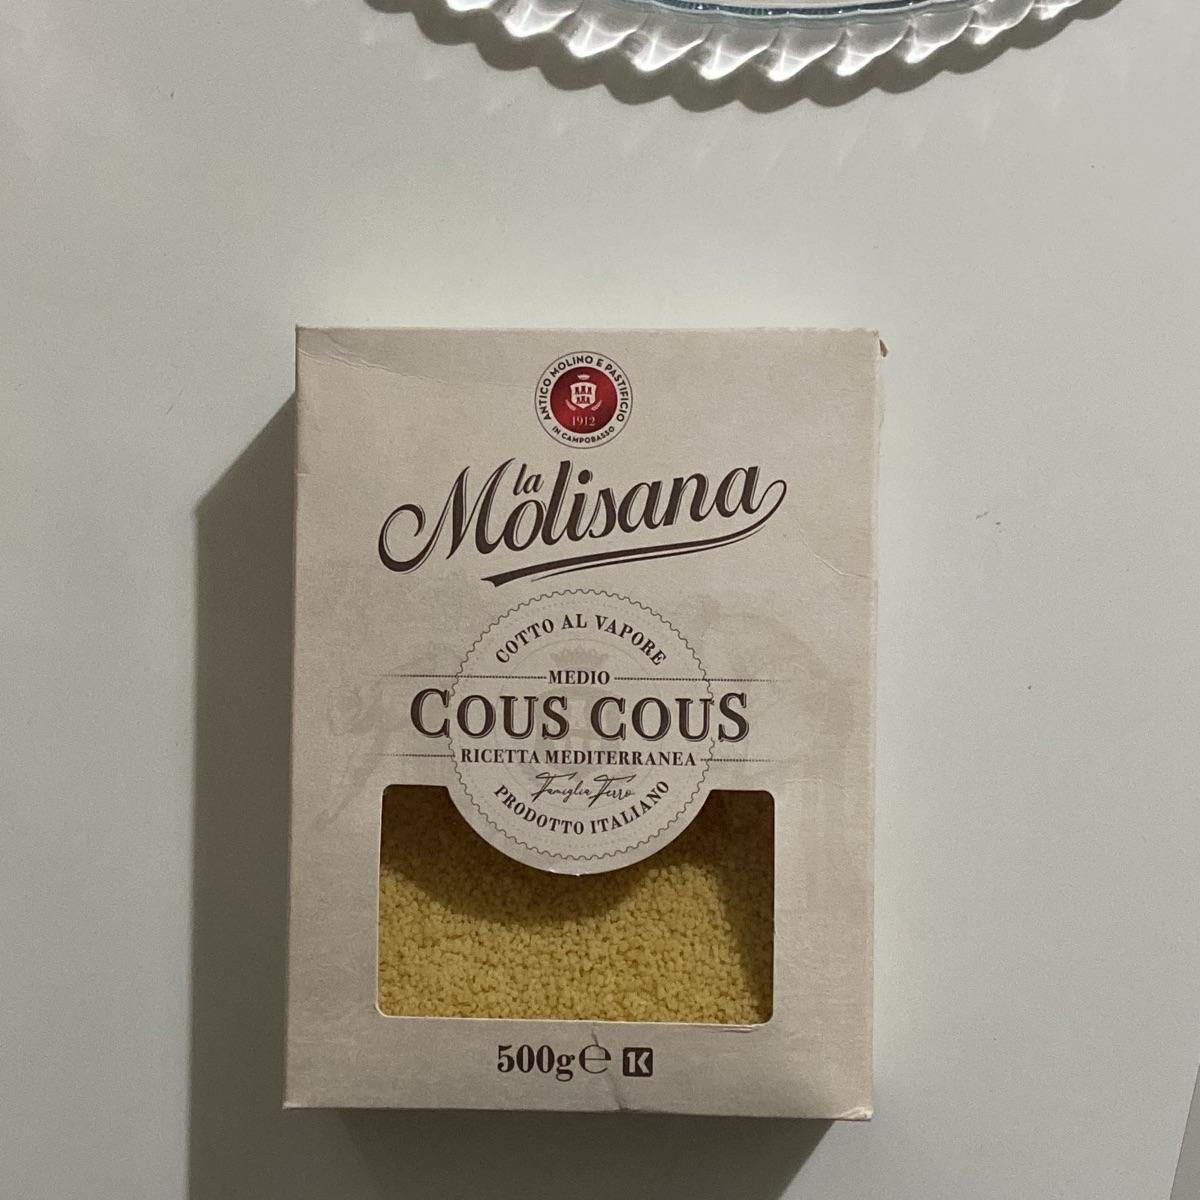 ANTICO MOLINO E PASTIFICIO
1912
IN CAMPOBASSO
la
Molisana
COTTO AL VAPORE
MEDIO
COUS COUS
RICETTA MEDITERRANEA
Famiglia Ferro
PRODOTTO ITALIANO
500g℮ K